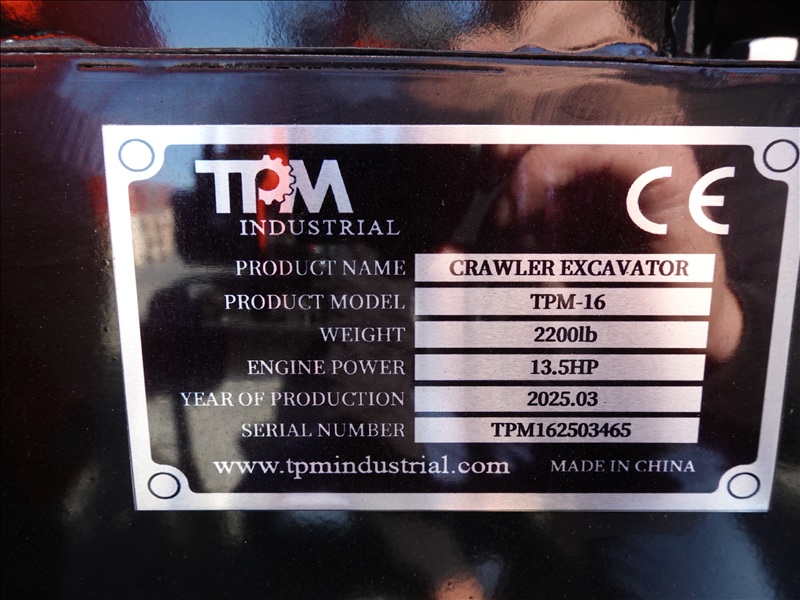 TPM
INDUSTRIAL
CE
PRODUCT NAME CRAWLER EXCAVATOR
PRODUCT MODEL TPM-16
WEIGHT 2200lb
ENGINE POWER 13.5HP
YEAR OF PRODUCTION 2025.03
SERIAL NUMBER TPM162503465
www.tpmindustrial.com MADE IN CHINA